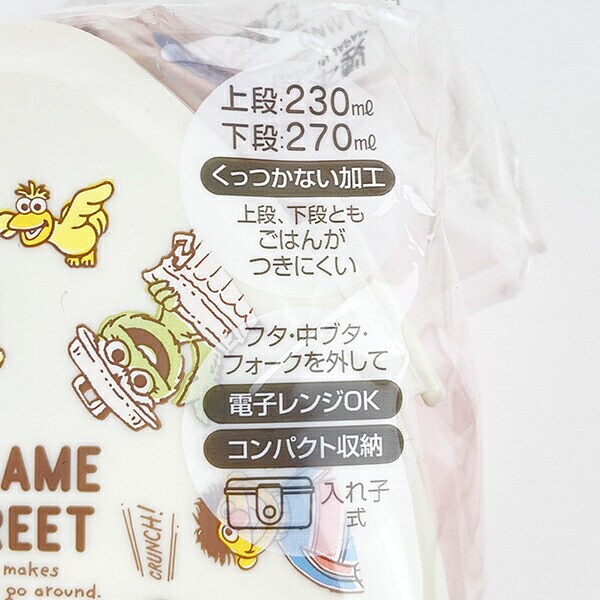 上段:230㎖
下段:270㎖
くっつかない加工
上段、下段とも
ごはんが
つきにくい
フタ・中ブタ・
フォークを外して
電子レンジOK
コンパクト収納
入れ子
式
AME
REET
CRUNCH!
makes
go around.